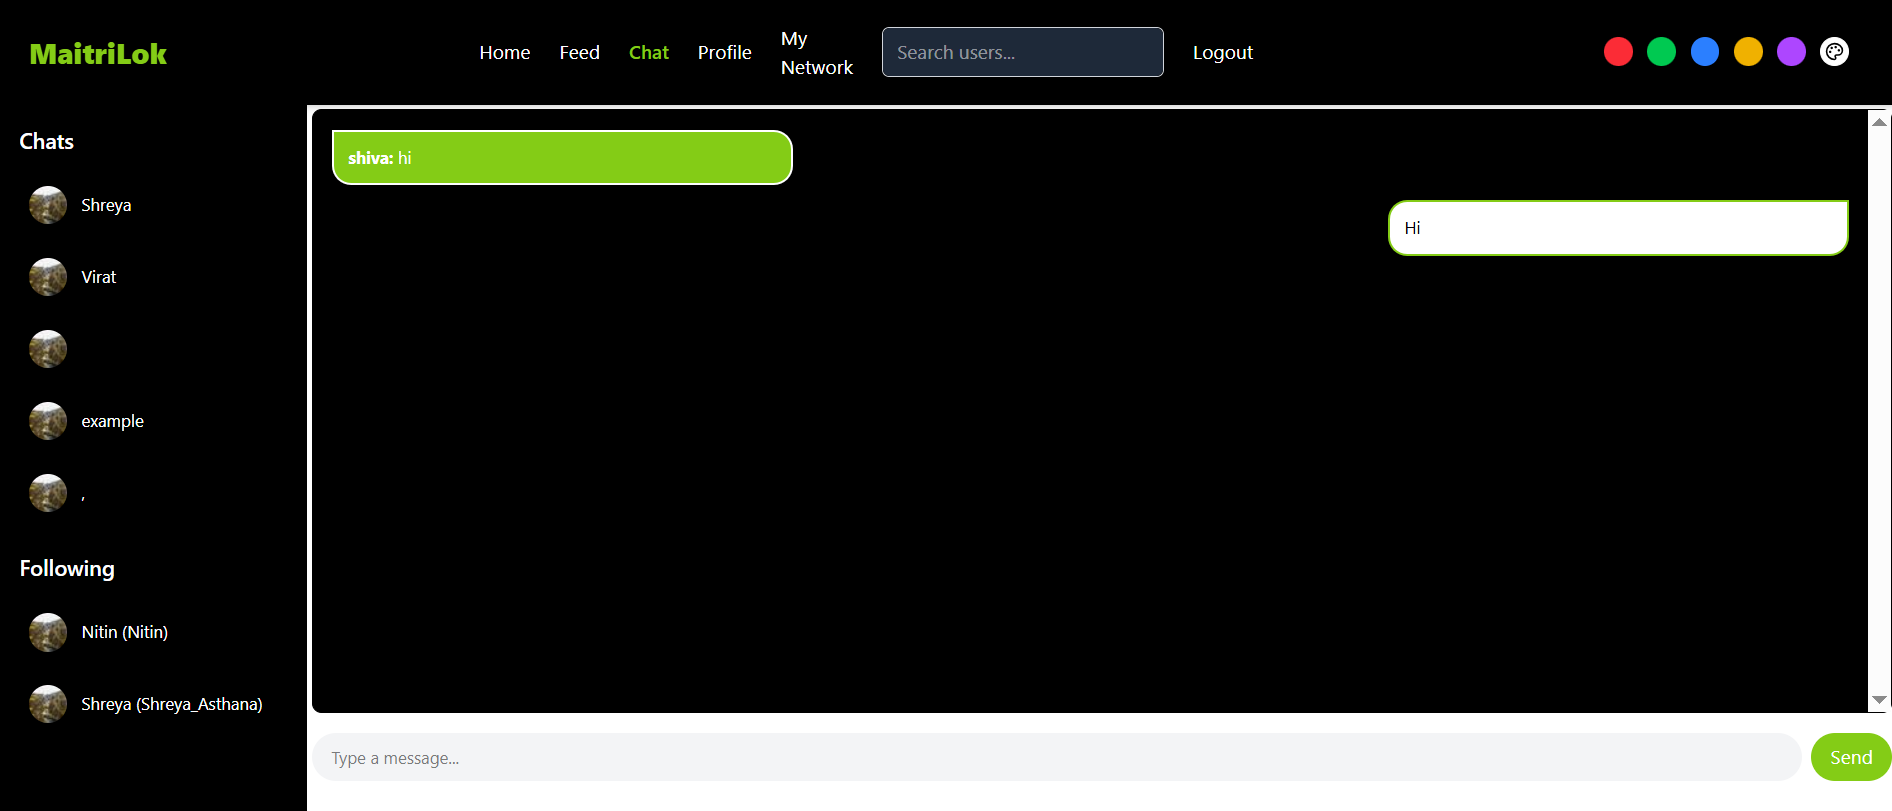 MaitriLok
Home
Feed
Chat
Profile
My
Network
Search users...
Logout
Chats
Shreya
Virat
example
,
Following
Nitin (Nitin)
Shreya (Shreya_Asthana)
shiva: hi
Hi
Type a message...
Send